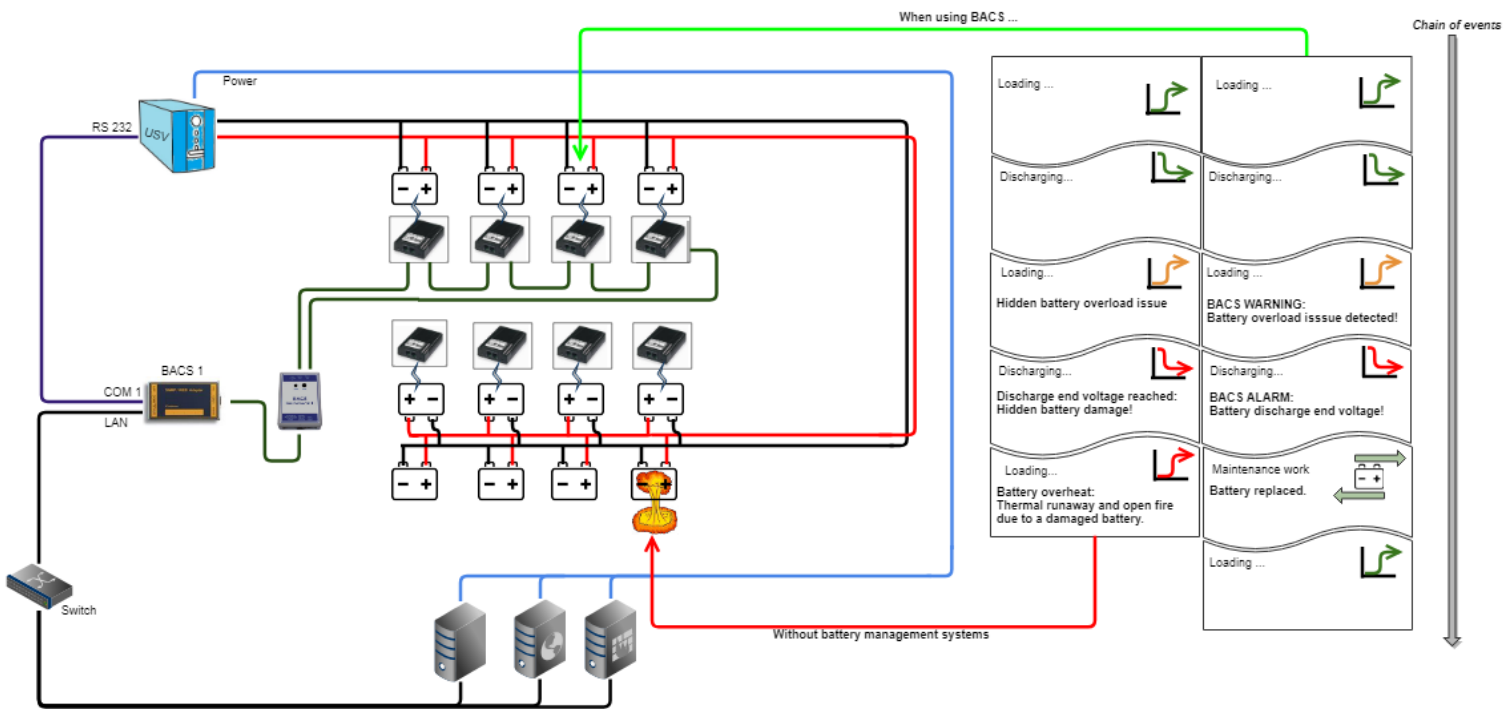 When using BACS ...
Chain of events
Power
USV
RS 232
BACS 1
COM 1
LAN
BACS
Switch
Without battery management systems
Loading ...
Discharging...
Loading...
Hidden battery overload issue
Discharging...
Discharge end voltage reached:
Hidden battery damage!
Loading...
Battery overheat:
Thermal runaway and open fire
due to a damaged battery.
Loading ...
Discharging...
Loading ...
BACS WARNING:
Battery overload isssue detected!
Discharging...
BACS ALARM:
Battery discharge end voltage!
Maintenance work
Battery replaced.
Loading ...